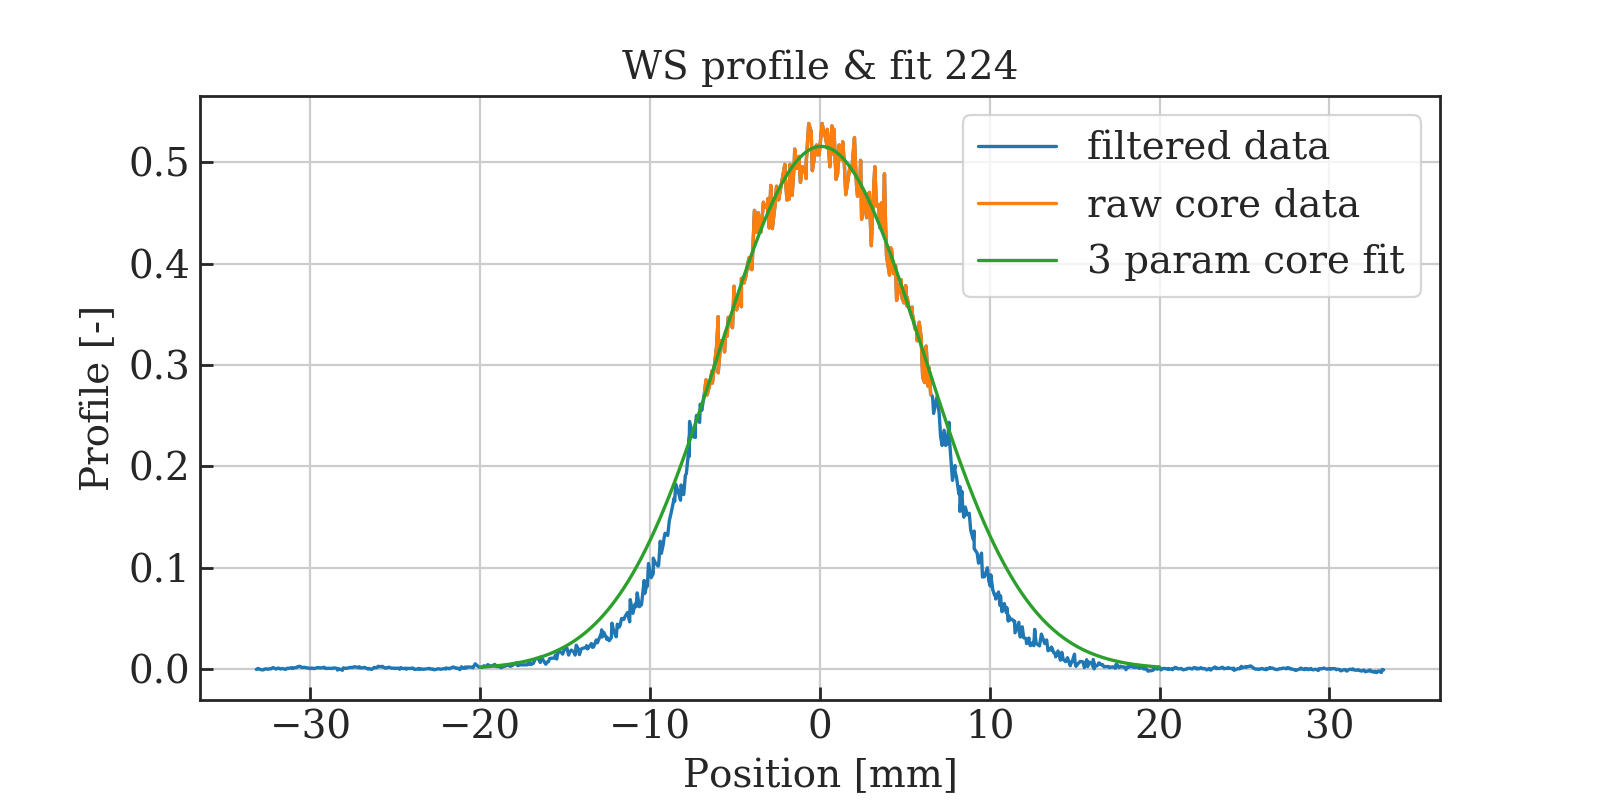 WS profile & fit 224
filtered data
raw core data
3 param core fit
Profile [-]
0.5
0.4
0.3
0.2
0.1
0.0
−30 −20 −10 0 10 20 30
Position [mm]